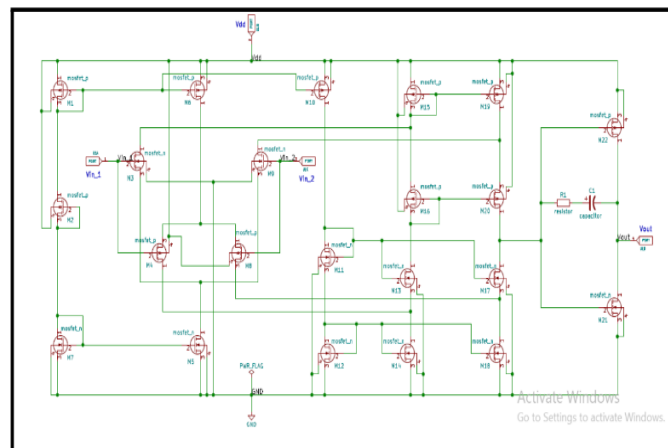 Vdd
Vdd
mosfet_p
M1
mosfet_p
M6
mosfet_p
M10
mosfet_p
M15
mosfet_p
M19
M22
Vin_1
Vin_1
mosfet_n
M3
mosfet_n
M9
Vin_2
Vin_2
R1
resistor
C1
capacitor
mosfet_p
M2
mosfet_p
M16
mosfet_p
M20
Vout
Vout
mosfet_p
M4
mosfet_p
M8
mosfet_n
M11
mosfet_n
M13
mosfet_n
M17
mosfet_n
M21
mosfet_n
M7
mosfet_n
M5
mosfet_n
M12
mosfet_n
M14
mosfet_n
M18
PWR_FLAG
GND
GND
Activate Windows
Go to Settings to activate Windows.